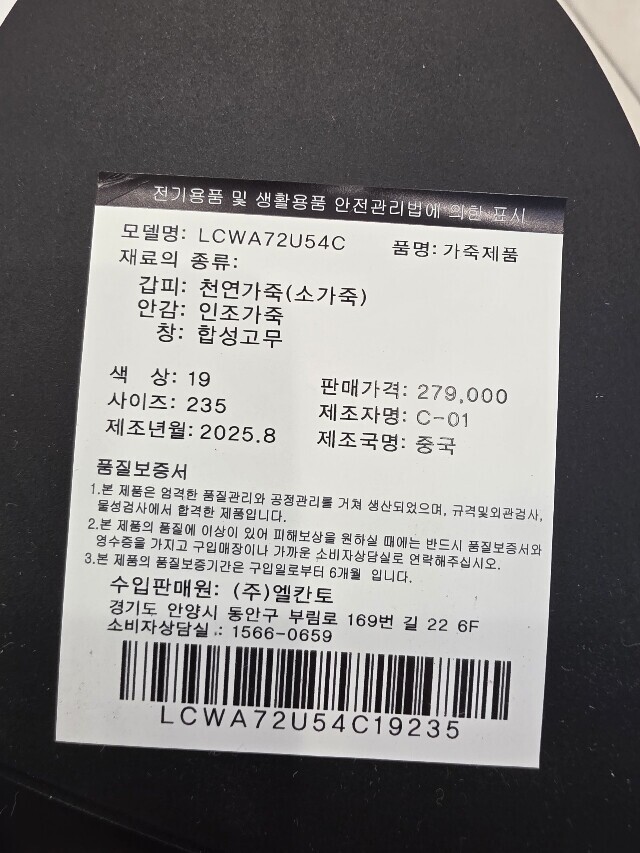 전기용품 및 생활용품 안전관리법에 의한 표시
모델명: LCWA72U54C 품명: 가죽제품
재료의 종류:
갑피: 천연가죽(소가죽)
안감: 인조가죽
창: 합성고무
색 상: 19 판매가격: 279,000
사이즈: 235 제조자명: C-01
제조년월: 2025.8 제조국명: 중국
품질보증서
1.본 제품은 엄격한 품질관리와 공정관리를 거쳐 생산되었으며, 규격및외관검사,
물성검사에서 합격한 제품입니다.
2.본 제품의 품질에 이상이 있어 피해보상을 원하실 때에는 반드시 품질보증서와
영수증을 가지고 구입매장이나 가까운 소비자상담실로 연락해주십시오.
3.본 제품의 품질보증기간은 구입일로부터 6개월 입니다.
수입판매원: (주)엘칸토
경기도 안양시 동안구 부림로 169번 길 22 6F
소비자상담실.: 1566-0659
LCWA72U54C19235